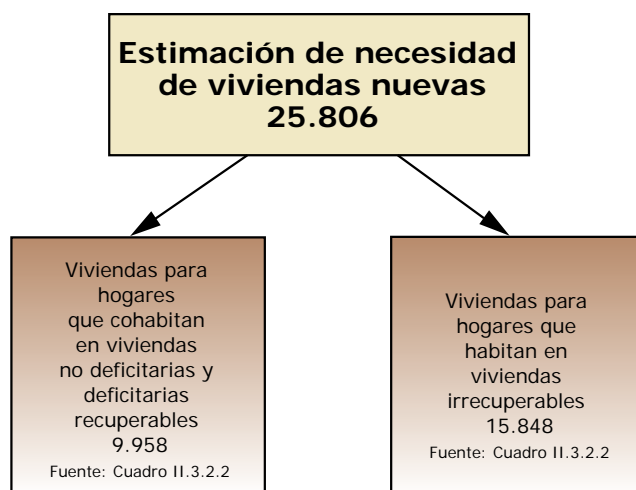 Estimación de necesidad
de viviendas nuevas
25.806
Viviendas para
hogares
que cohabitan
en viviendas
no deficitarias y
deficitarias
recuperables
9.958
Fuente: Cuadro II.3.2.2
Viviendas para
hogares que
habitan en
viviendas
irrecuperables
15.848
Fuente: Cuadro II.3.2.2